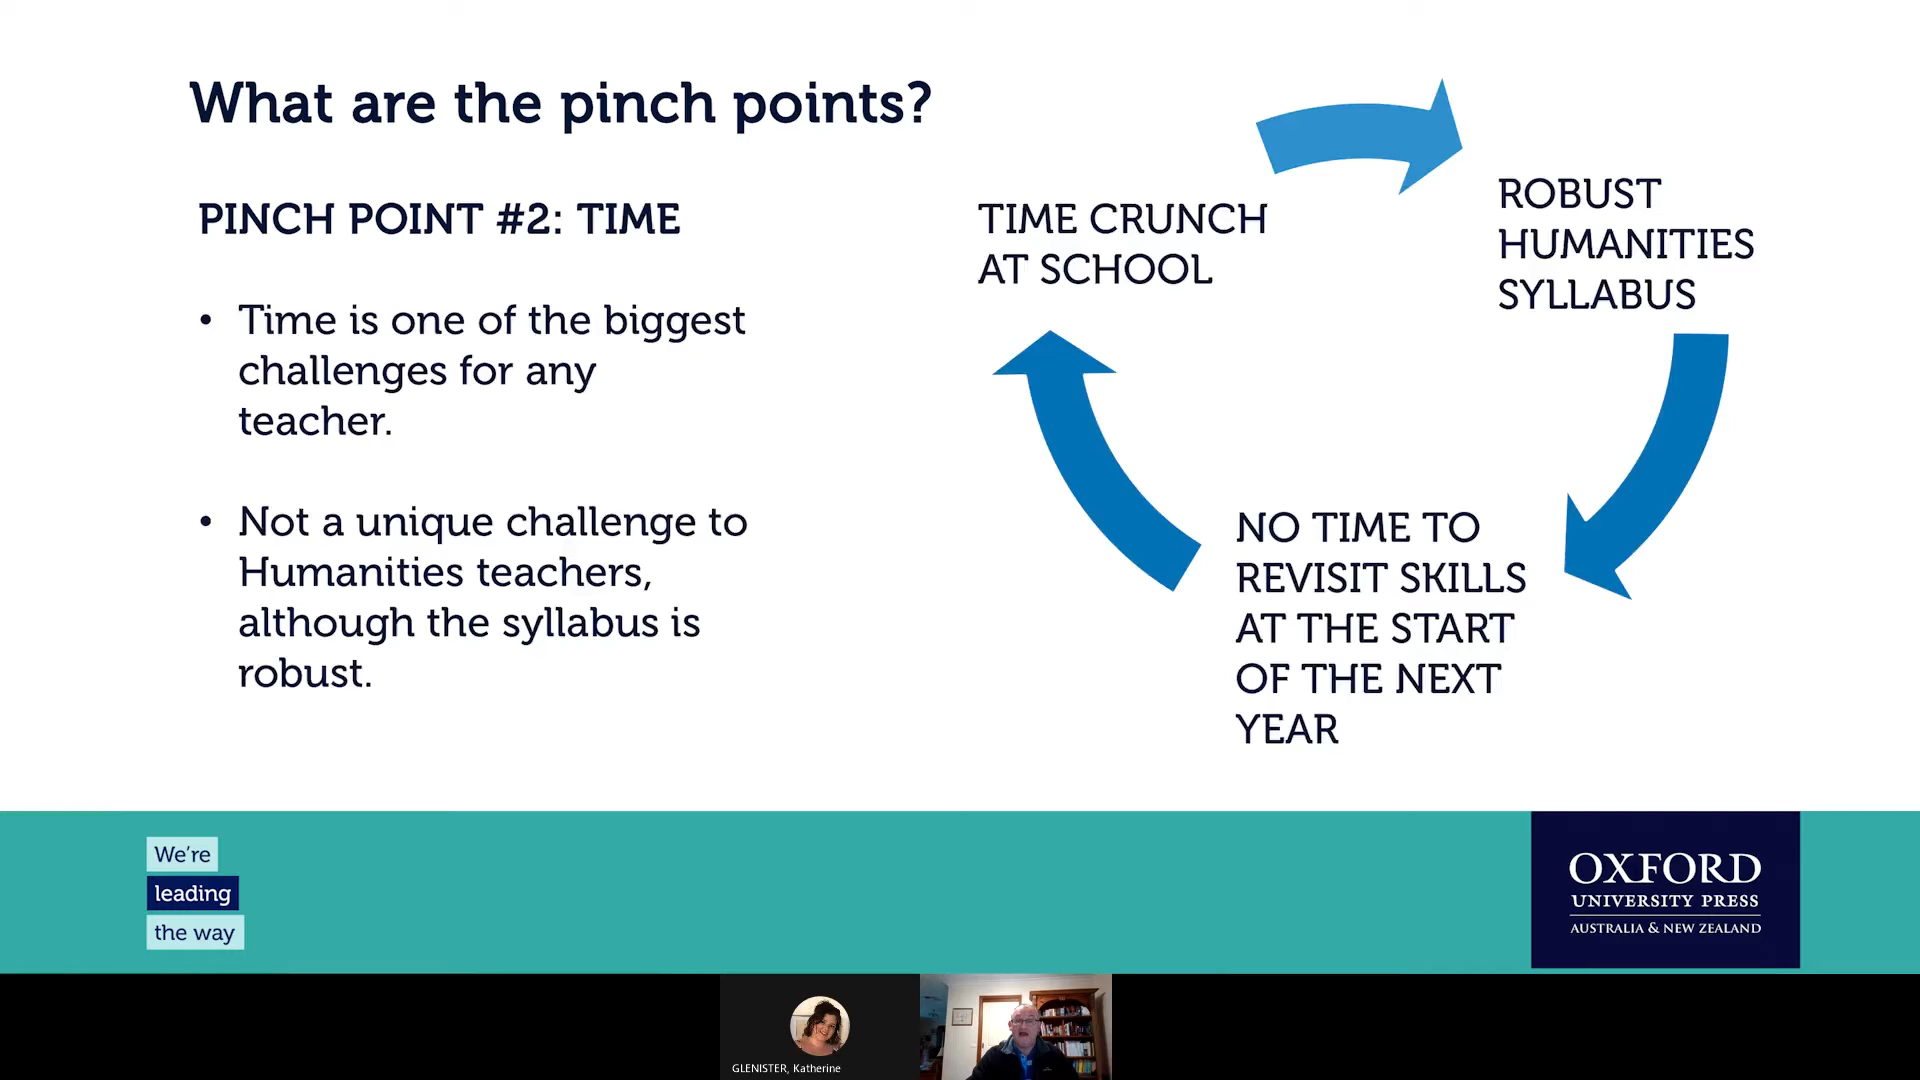 What are the pinch points?
PINCH POINT #2: TIME
• Time is one of the biggest
challenges for any
teacher.
• Not a unique challenge to
Humanities teachers,
although the syllabus is
robust.
TIME CRUNCH
AT SCHOOL
ROBUST
HUMANITIES
SYLLABUS
NO TIME TO
REVISIT SKILLS
AT THE START
OF THE NEXT
YEAR
We're
leading
the way
OXFORD
UNIVERSITY PRESS
AUSTRALIA & NEW ZEALAND
GLENISTER, Katherine